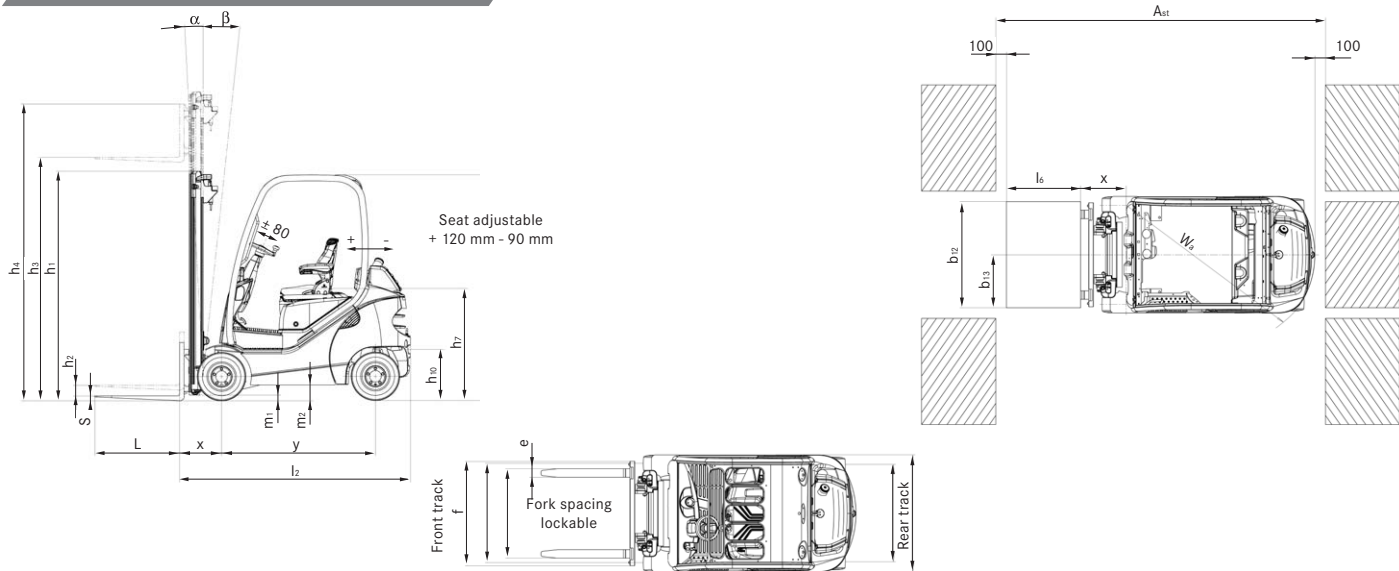 α β
h4
h3
h1
± 80
+ -
Seat adjustable
+ 120 mm - 90 mm
h2
S
m1
m2
h10
h7
L x y
l2
Ast
100 100
l6 x
b12
b13
Wa
e
Front track
f
Fork spacing
lockable
Rear track